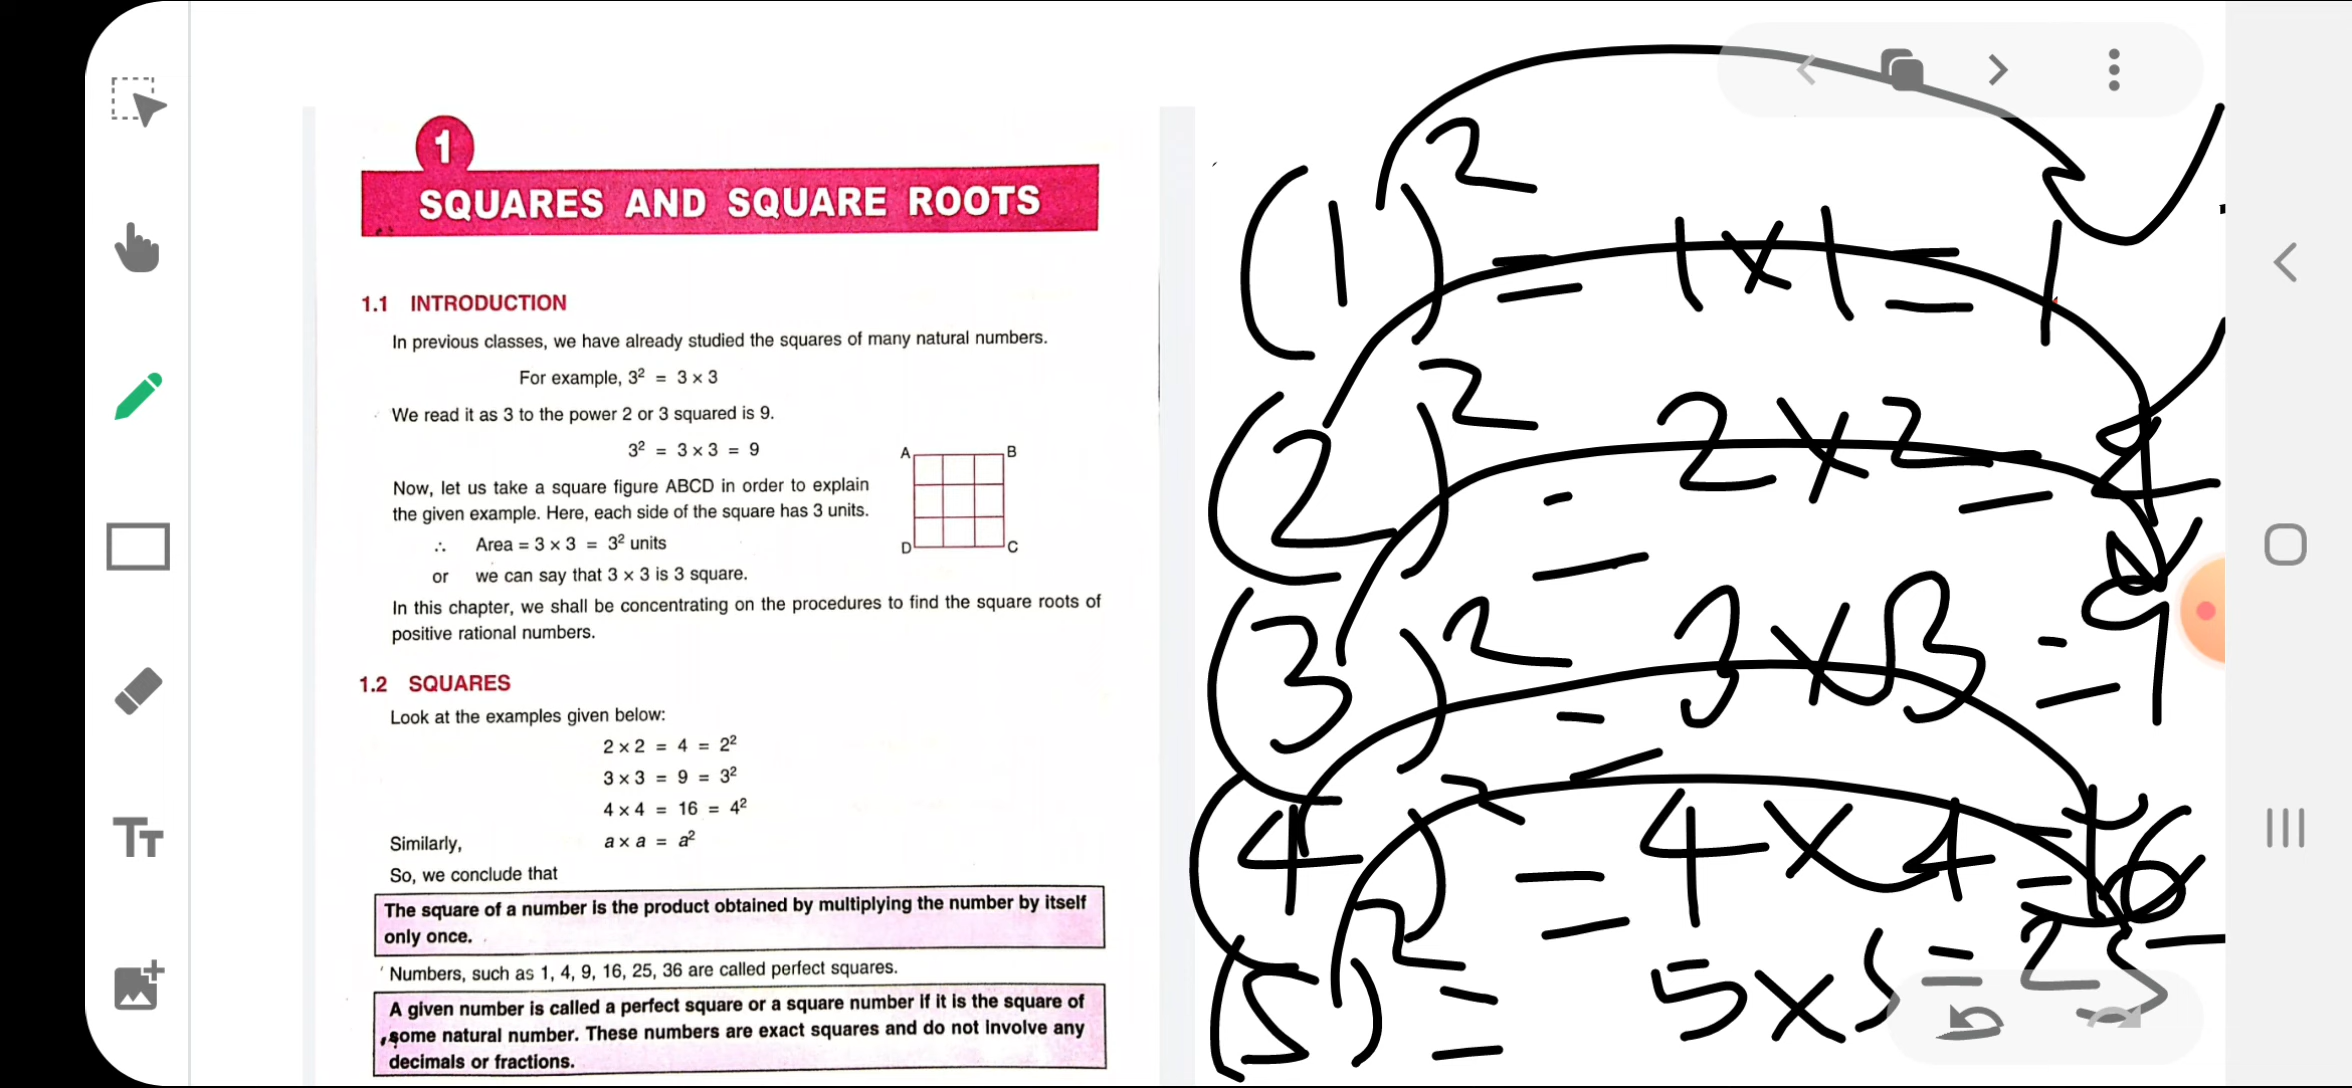 1
SQUARES AND SQUARE ROOTS
1.1 INTRODUCTION
In previous classes, we have already studied the squares of many natural numbers.
For example, 3² = 3 × 3
We read it as 3 to the power 2 or 3 squared is 9.
3² = 3 × 3 = 9
Now, let us take a square figure ABCD in order to explain
the given example. Here, each side of the square has 3 units.
A B
D C
∴ Area = 3 × 3 = 3² units
or we can say that 3 × 3 is 3 square.
In this chapter, we shall be concentrating on the procedures to find the square roots of
positive rational numbers.
1.2 SQUARES
Look at the examples given below:
2 × 2 = 4 = 2²
3 × 3 = 9 = 3²
4 × 4 = 16 = 4²
Similarly, a × a = a²
So, we conclude that
The square of a number is the product obtained by multiplying the number by itself
only once.
Numbers, such as 1, 4, 9, 16, 25, 36 are called perfect squares.
A given number is called a perfect square or a square number if it is the square of
some natural number. These numbers are exact squares and do not involve any
decimals or fractions.
(1)² = 1 × 1 = 1
(2)² = 2 × 2 = 4
(3)² = 3 × 3 = 9
(4)² = 4 × 4 = 16
(5)² = 5 × 5 = 25
TT